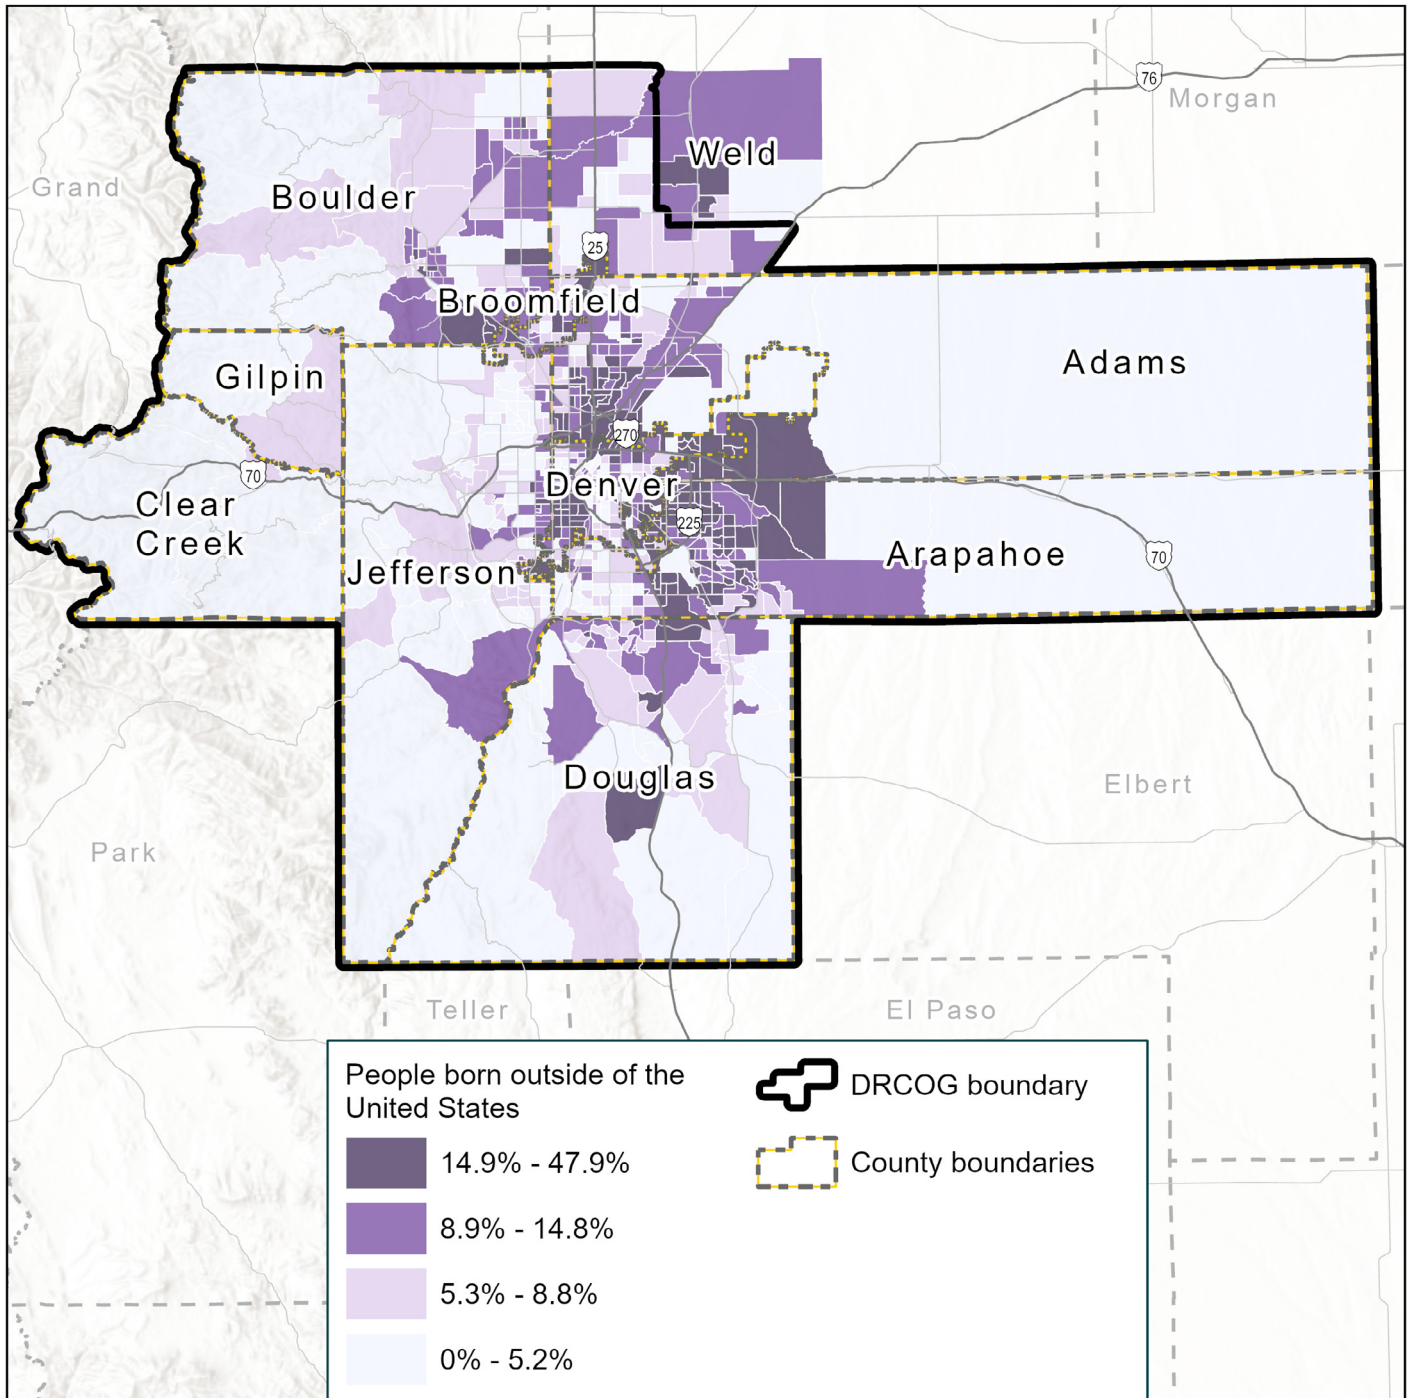 76
Morgan
Weld
Grand
Boulder
25
Broomfield
Gilpin
Adams
270
70
Denver
Clear
Creek
225
Arapahoe
70
Jefferson
Douglas
Elbert
Park
Teller
El Paso
People born outside of the
United States
14.9% - 47.9%
8.9% - 14.8%
5.3% - 8.8%
0% - 5.2%
DRCOG boundary
County boundaries